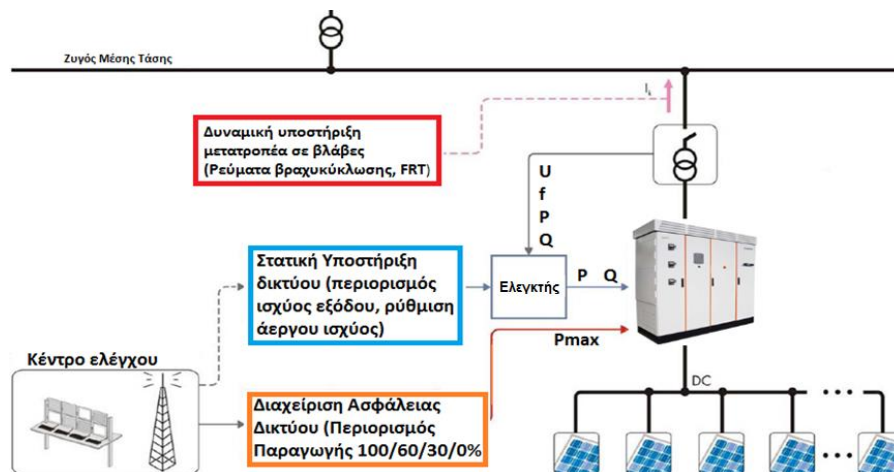 Ζυγός Μέσης Τάσης
Iₖ
Δυναμική υποστήριξη
μετατροπέα σε βλάβες
(Ρεύματα βραχυκύκλωσης, FRT)
U
f
P
Q
Στατική Υποστήριξη
δικτύου (περιορισμός
ισχύος εξόδου, ρύθμιση
άεργου ισχύος)
Ελεγκτής
P Q
Pmax
Κέντρο ελέγχου
DC
Διαχείριση Ασφάλειας
Δικτύου (Περιορισμός
Παραγωγής 100/60/30/0%